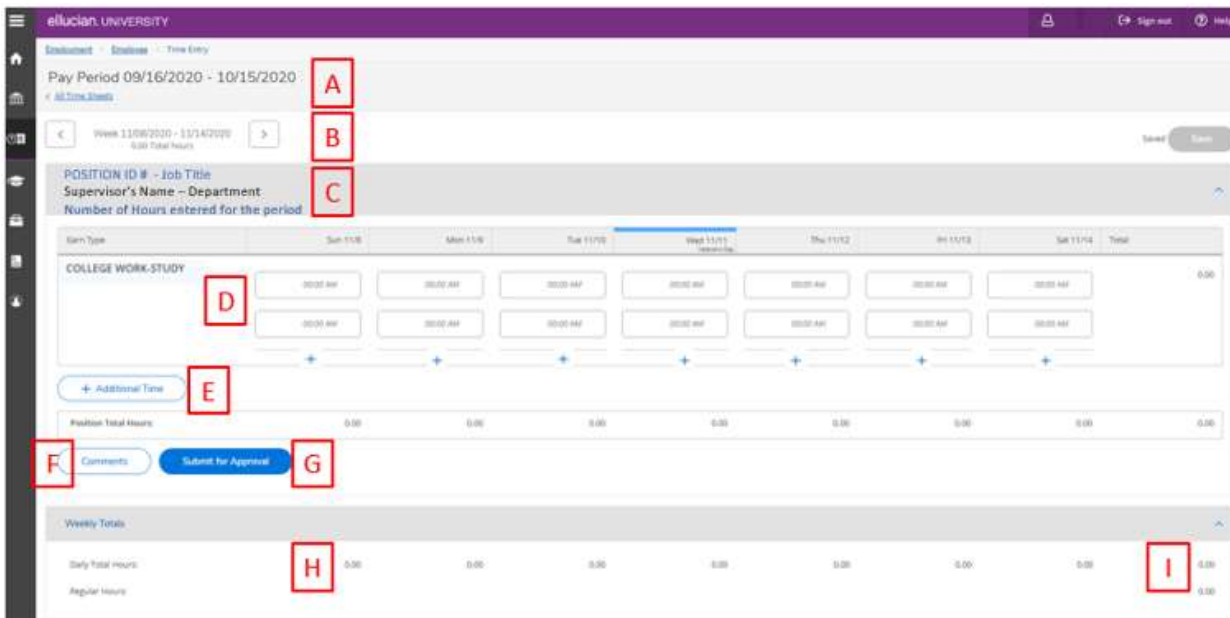 ellucian UNIVERSITY
Sign out
Help
Employment
Employee
Time Entry
Pay Period 09/16/2020 - 10/15/2020
A
< All Time Sheets
<
Week 11/08/2020 - 11/14/2020
>
0.00 Total hours
B
Saved
Save
POSITION ID # - Job Title
Supervisor's Name – Department
Number of Hours entered for the period
C
Earn Type
Sun 11/8
Mon 11/9
Tue 11/10
Wed 11/11
Thu 11/12
Fri 11/13
Sat 11/14
Total
COLLEGE WORK-STUDY
D
00:00 AM
00:00 AM
00:00 AM
00:00 AM
00:00 AM
00:00 AM
00:00 AM
0.00
00:00 AM
00:00 AM
00:00 AM
00:00 AM
00:00 AM
00:00 AM
00:00 AM
+ + + + + + +
+ Additional Time
E
Position Total Hours:
0.00
0.00
0.00
0.00
0.00
0.00
0.00
0.00
F
Comments
Submit for Approval
G
Weekly Totals
Daily Total Hours:
H
0.00
0.00
0.00
0.00
0.00
0.00
0.00
I
0.00
Regular Hours:
0.00